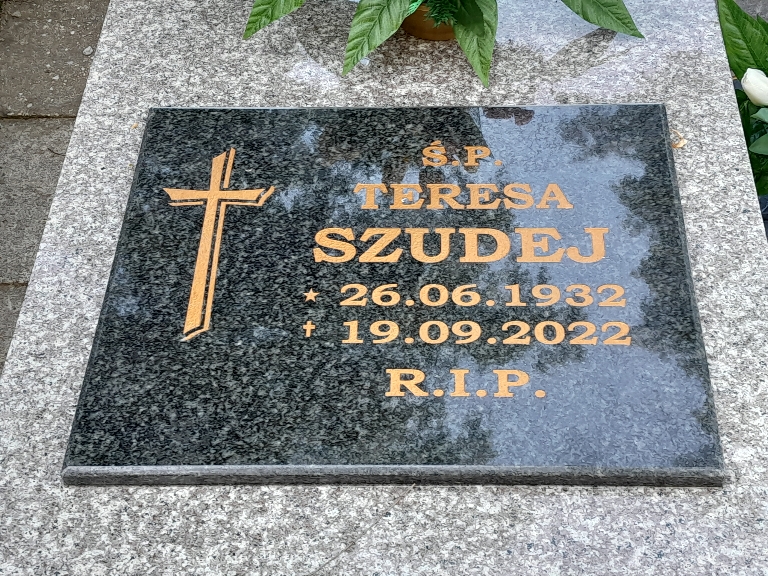 Ś.P.
TERESA
SZUDEJ
★ 26.06.1932
✝ 19.09.2022
R.I.P.